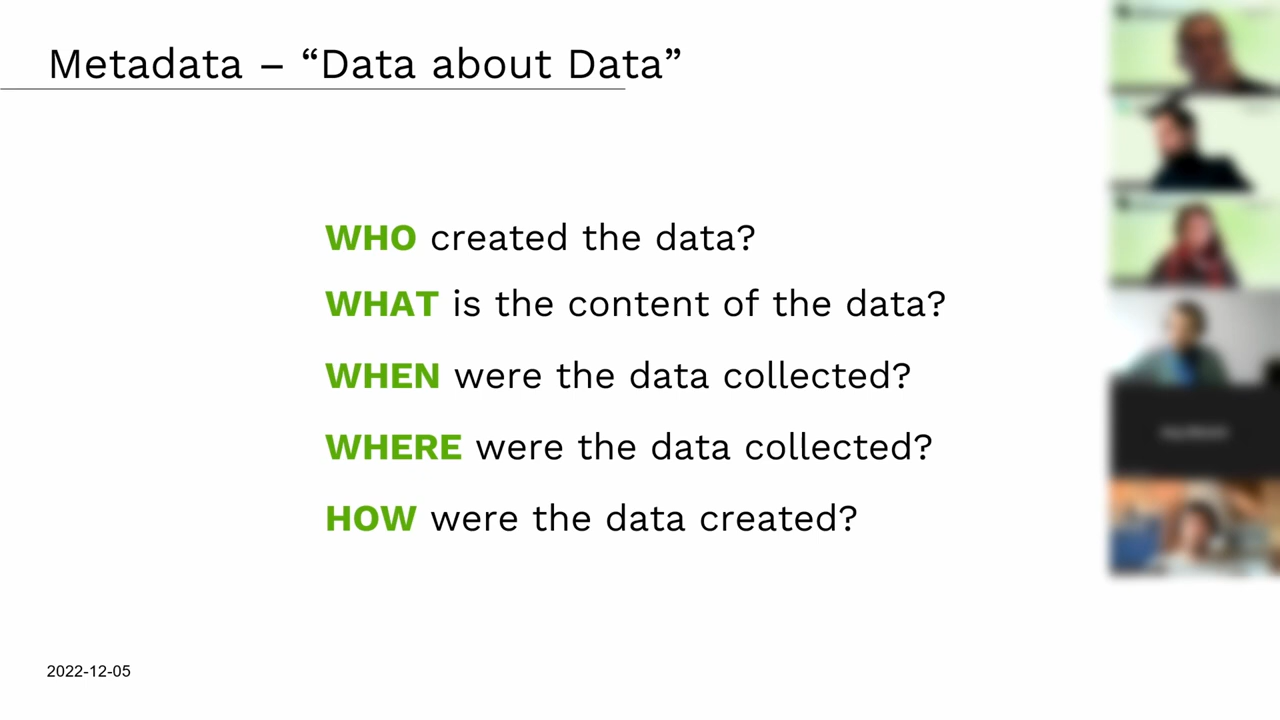 Metadata – “Data about Data”
WHO created the data?
WHAT is the content of the data?
WHEN were the data collected?
WHERE were the data collected?
HOW were the data created?
2022-12-05